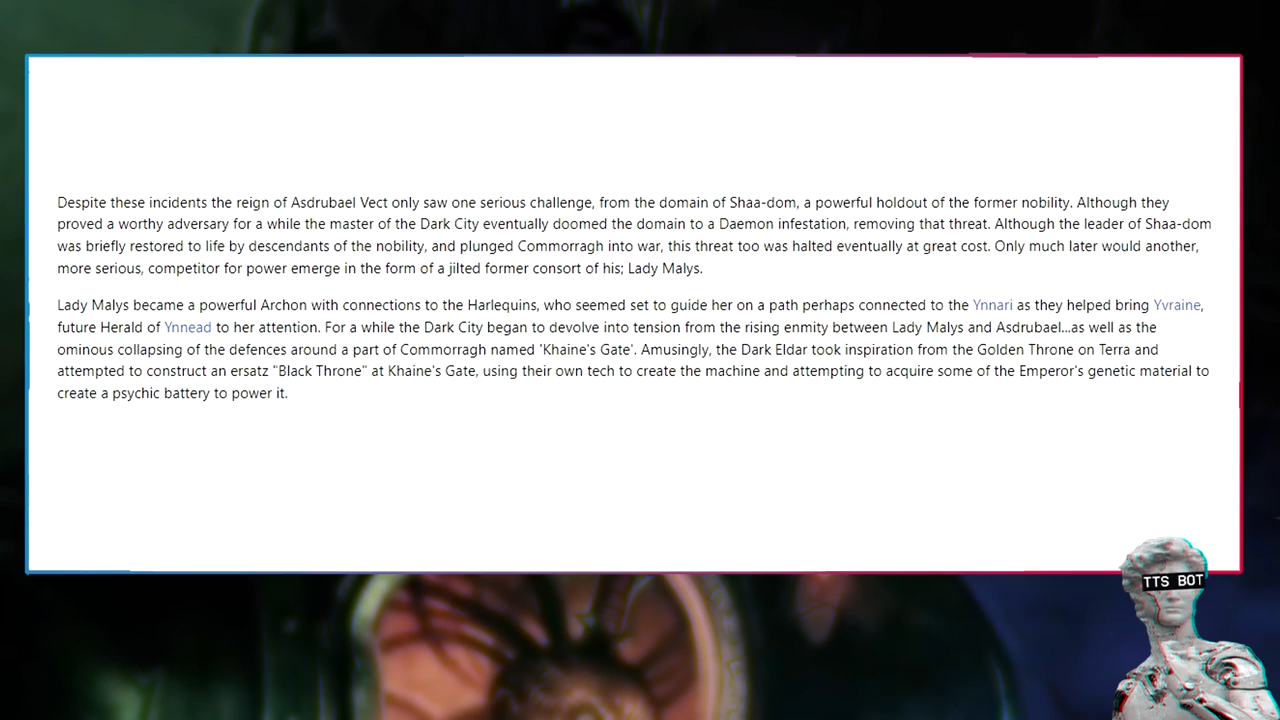 Despite these incidents the reign of Asdrubael Vect only saw one serious challenge, from the domain of Shaa-dom, a powerful holdout of the former nobility. Although they
proved a worthy adversary for a while the master of the Dark City eventually doomed the domain to a Daemon infestation, removing that threat. Although the leader of Shaa-dom
was briefly restored to life by descendants of the nobility, and plunged Commorragh into war, this threat too was halted eventually at great cost. Only much later would another,
more serious, competitor for power emerge in the form of a jilted former consort of his; Lady Malys.
Lady Malys became a powerful Archon with connections to the Harlequins, who seemed set to guide her on a path perhaps connected to the Ynnari as they helped bring Yvraine,
future Herald of Ynnead to her attention. For a while the Dark City began to devolve into tension from the rising enmity between Lady Malys and Asdrubael...as well as the
ominous collapsing of the defences around a part of Commorragh named 'Khaine's Gate'. Amusingly, the Dark Eldar took inspiration from the Golden Throne on Terra and
attempted to construct an ersatz "Black Throne" at Khaine's Gate, using their own tech to create the machine and attempting to acquire some of the Emperor's genetic material to
create a psychic battery to power it.
TTS BOT